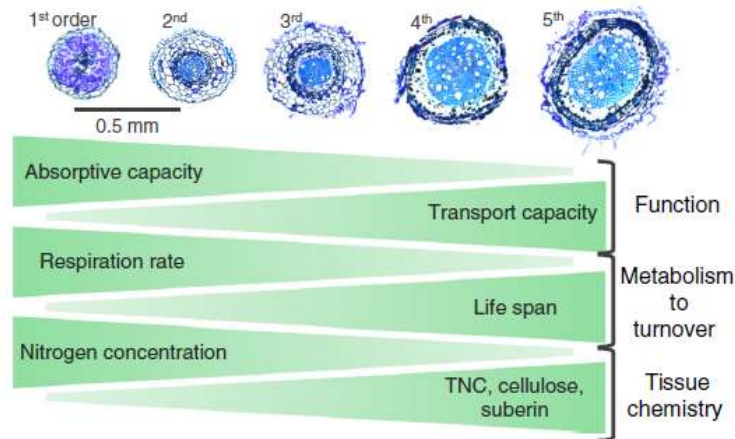 1st order 2nd 3rd 4th 5th
0.5 mm
Absorptive capacity
Transport capacity
Function
Respiration rate
Life span
Metabolism
to
turnover
Nitrogen concentration
TNC, cellulose,
suberin
Tissue
chemistry